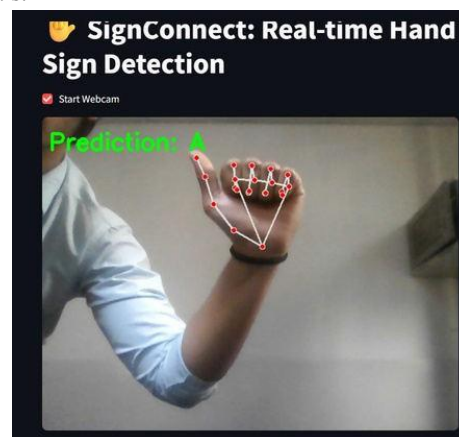 SignConnect: Real-time Hand
Sign Detection
Start Webcam
Prediction: A